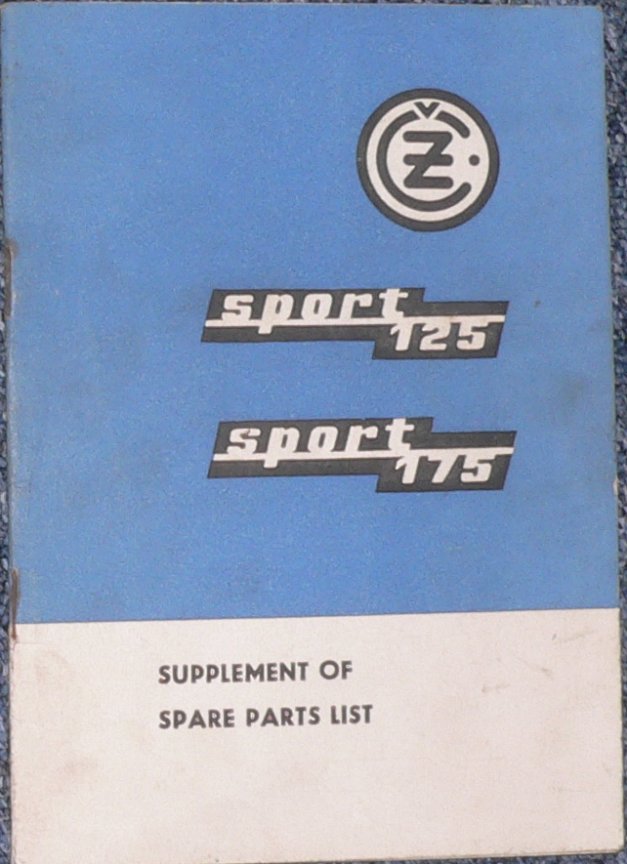 ČZ
sport
125
sport
175
SUPPLEMENT OF
SPARE PARTS LIST